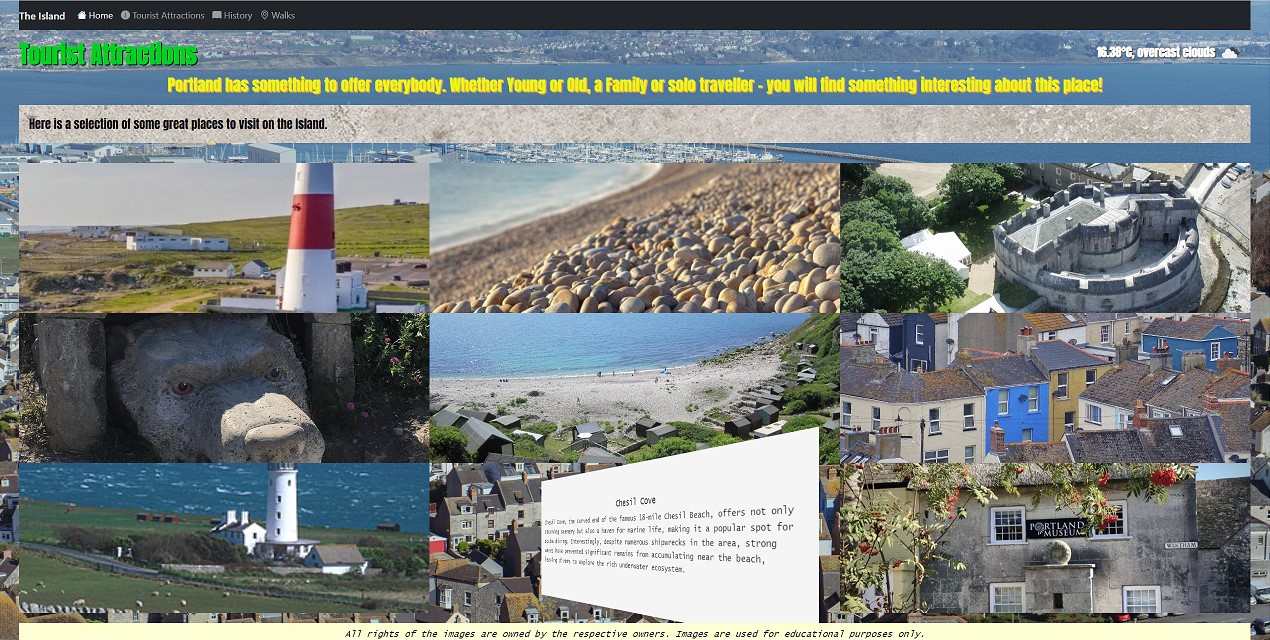 The Island Home Tourist Attractions History Walks
Tourist Attractions
16.38°C, overcast clouds
Portland has something to offer everybody. Whether Young or Old, a Family or solo traveller - you will find something interesting about this place!
Here is a selection of some great places to visit on the Island.
Chesil Cove
Chesil Cove, the curved end of the famous 18-mile Chesil Beach, offers not only
stunning scenery but also a haven for marine life, making it a popular spot for
scuba diving. Interestingly, despite numerous shipwrecks in the area, strong
waves have prevented significant remains from accumulating near the beach,
leaving divers to explore the rich underwater ecosystem.
PORTLAND
MUSEUM
WAKEHAM
All rights of the images are owned by the respective owners. Images are used for educational purposes only.